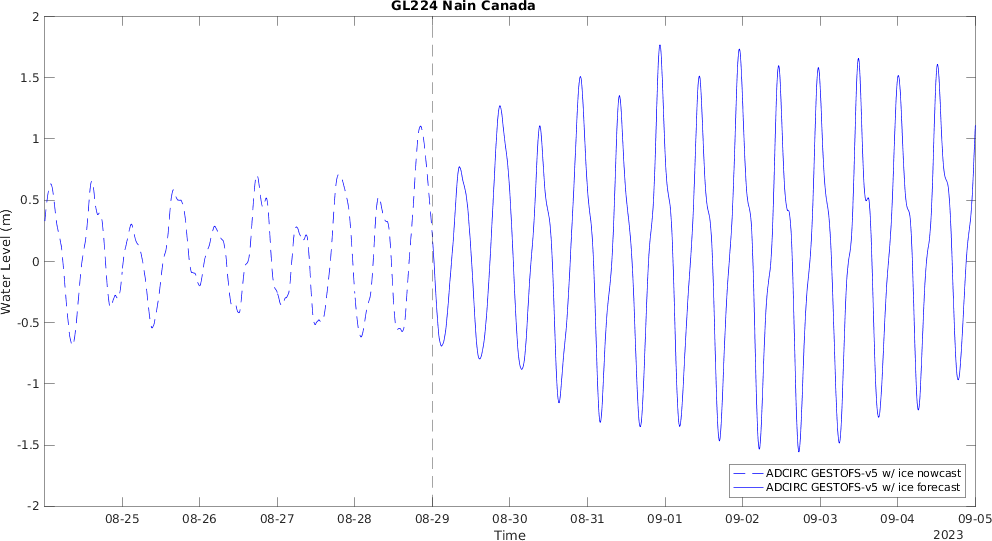 GL224 Nain Canada
2
1.5
1
0.5
0
-0.5
-1
-1.5
-2
Water Level (m)
ADCIRC GESTOFS-v5 w/ ice nowcast
ADCIRC GESTOFS-v5 w/ ice forecast
08-25 08-26 08-27 08-28 08-29 08-30 08-31 09-01 09-02 09-03 09-04 09-05
Time
2023